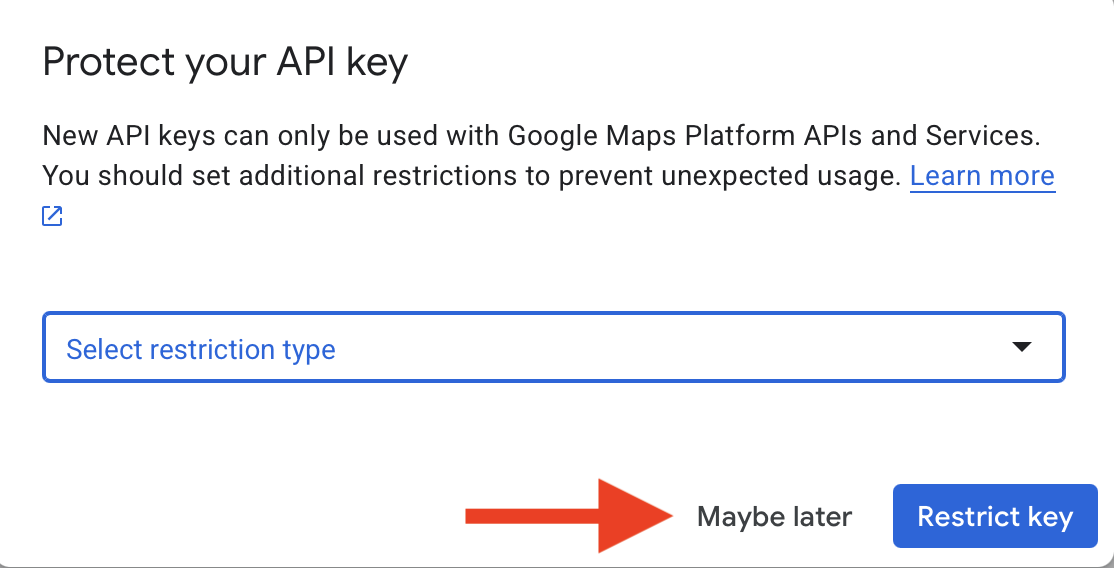 Protect your API key
New API keys can only be used with Google Maps Platform APIs and Services.
You should set additional restrictions to prevent unexpected usage. Learn more
Select restriction type
Maybe later
Restrict key